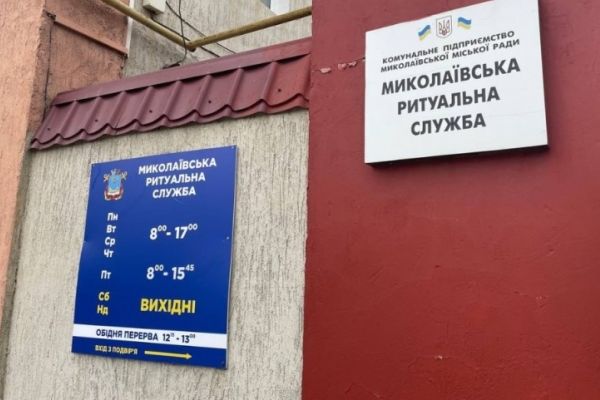 КОМУНАЛЬНЕ ПІДПРИЄМСТВО
МИКОЛАЇВСЬКОЇ МІСЬКОЇ РАДИ
МИКОЛАЇВСЬКА
РИТУАЛЬНА
СЛУЖБА
МИКОЛАЇВСЬКА
РИТУАЛЬНА
СЛУЖБА
Пн
Вт
Ср
Чт
8⁰⁰ - 17⁰⁰
Пт 8⁰⁰ - 15⁴⁵
Сб
Нд
ВИХІДНІ
ОБІДНЯ ПЕРЕРВА 12¹⁵ - 13⁰⁰
ВХІД З ПОДВІР'Я